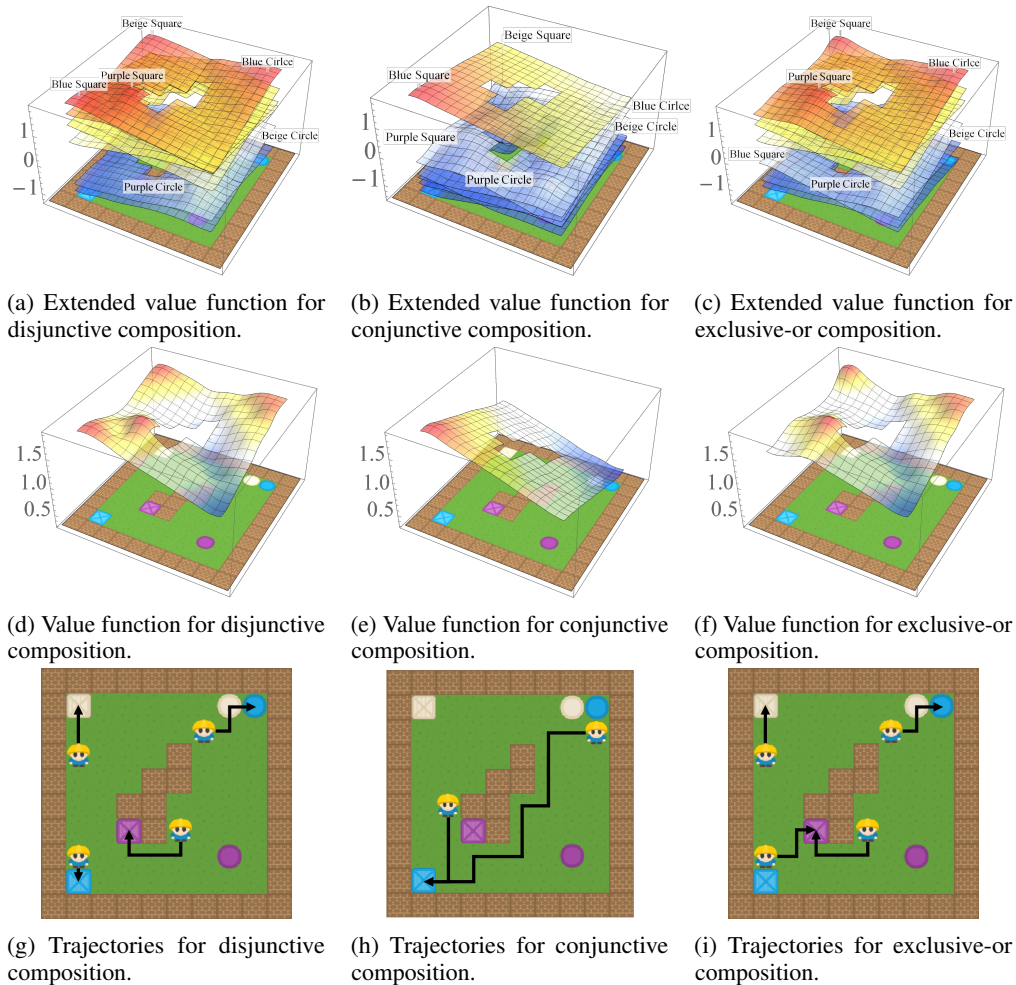 Beige Square
Purple Square
Blue Square
Blue Cirlce
Beige Circle
Purple Circle
1
0
−1
Beige Square
Blue Square
Blue Cirlce
Beige Circle
Purple Square
Purple Circle
1
0
−1
Beige Square
Blue Cirlce
Purple Square
Beige Circle
Blue Square
Purple Circle
1
0
−1
(a) Extended value function for
disjunctive composition.
(b) Extended value function for
conjunctive composition.
(c) Extended value function for
exclusive-or composition.
1.5
1.0
0.5
1.5
1.0
0.5
1.5
1.0
0.5
(d) Value function for disjunctive
composition.
(e) Value function for conjunctive
composition.
(f) Value function for exclusive-or
composition.
(g) Trajectories for disjunctive
composition.
(h) Trajectories for conjunctive
composition.
(i) Trajectories for exclusive-or
composition.